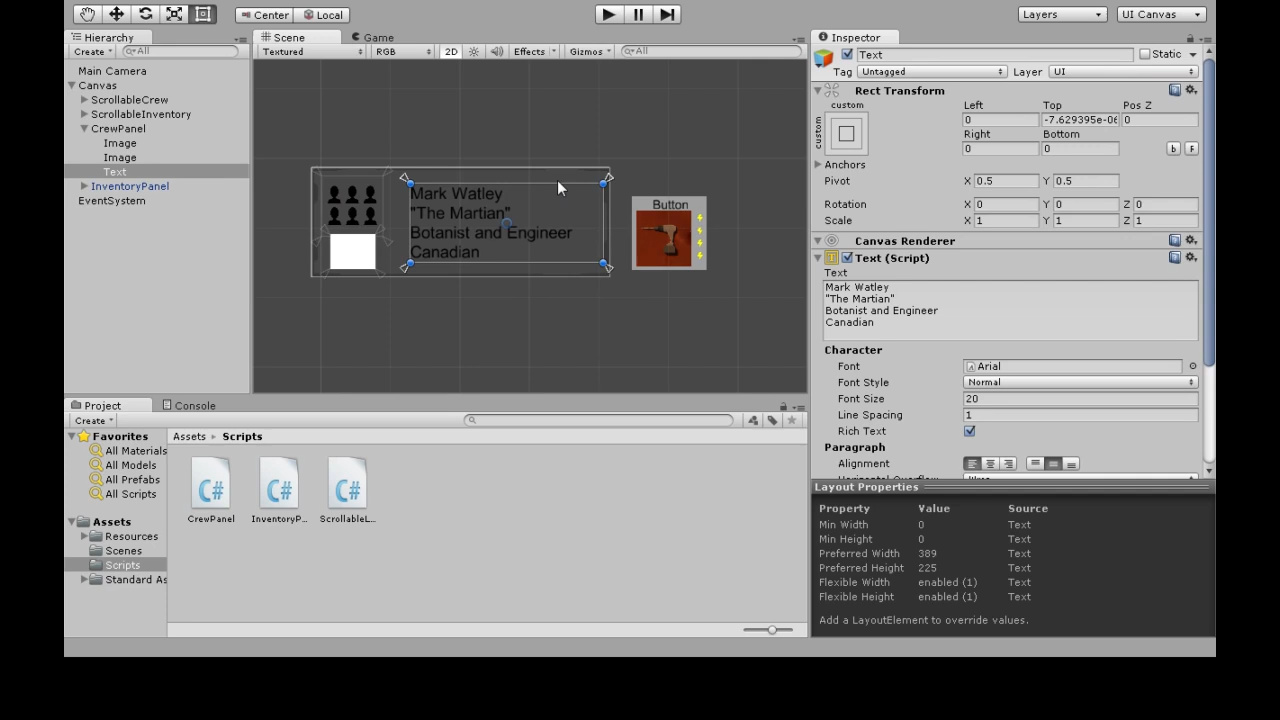 Center
Local
Layers
UI Canvas
Hierarchy
Create
All
Main Camera
Canvas
ScrollableCrew
ScrollableInventory
CrewPanel
Image
Image
Text
InventoryPanel
EventSystem
Scene
Game
Textured
RGB
2D
Effects
Gizmos
All
Mark Watley
"The Martian"
Botanist and Engineer
Canadian
Button
Project
Console
Create
Favorites
All Materials
All Models
All Prefabs
All Scripts
Assets
Resources
Scenes
Scripts
Standard As
Assets Scripts
CrewPanel
InventoryP...
ScrollableL...
Inspector
Text
Static
Tag Untagged Layer UI
Rect Transform
custom
custom
Left Top Pos Z
0 -7.629395e-06 0
Right Bottom
0 0
Anchors
Pivot X 0.5 Y 0.5
Rotation X 0 Y 0 Z 0
Scale X 1 Y 1 Z 1
Canvas Renderer
Text (Script)
Text
Mark Watley
"The Martian"
Botanist and Engineer
Canadian
Character
Font Arial
Font Style Normal
Font Size 20
Line Spacing 1
Rich Text
Paragraph
Alignment
Layout Properties
Property Value Source
Min Width 0 Text
Min Height 0 Text
Preferred Width 389 Text
Preferred Height 225 Text
Flexible Width enabled (1) Text
Flexible Height enabled (1) Text
Add a LayoutElement to override values.